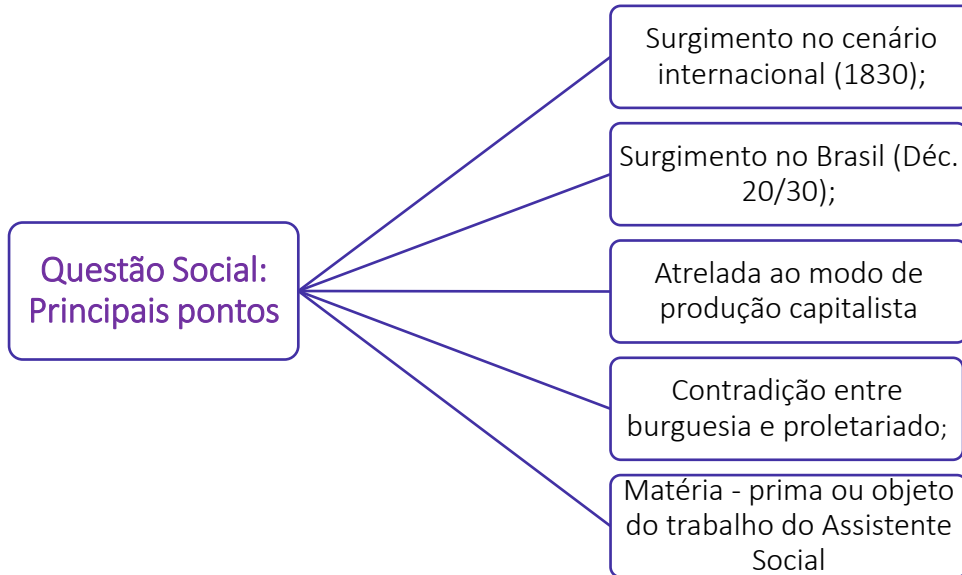 Questão Social:
Principais pontos
Surgimento no cenário
internacional (1830);
Surgimento no Brasil (Déc.
20/30);
Atrelada ao modo de
produção capitalista
Contradição entre
burguesia e proletariado;
Matéria - prima ou objeto
do trabalho do Assistente
Social